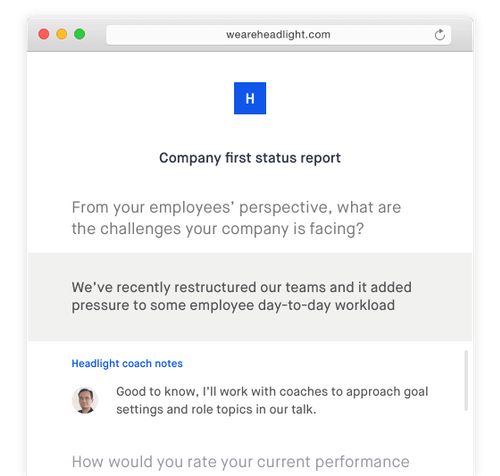 weareheadlight.com
H
Company first status report
From your employees’ perspective, what are
the challenges your company is facing?
We’ve recently restructured our teams and it added
pressure to some employee day-to-day workload
Headlight coach notes
Good to know, I’ll work with coaches to approach goal
settings and role topics in our talk.
How would you rate your current performance